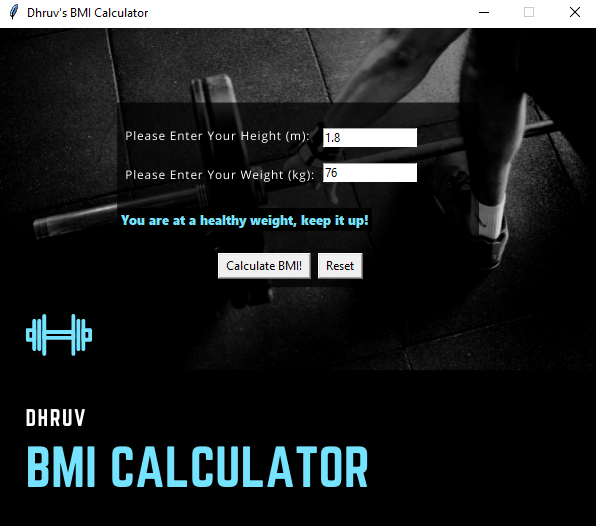 Dhruv's BMI Calculator
Please Enter Your Height (m): 1.8
Please Enter Your Weight (kg): 76
You are at a healthy weight, keep it up!
Calculate BMI! Reset
DHRUV
BMI CALCULATOR